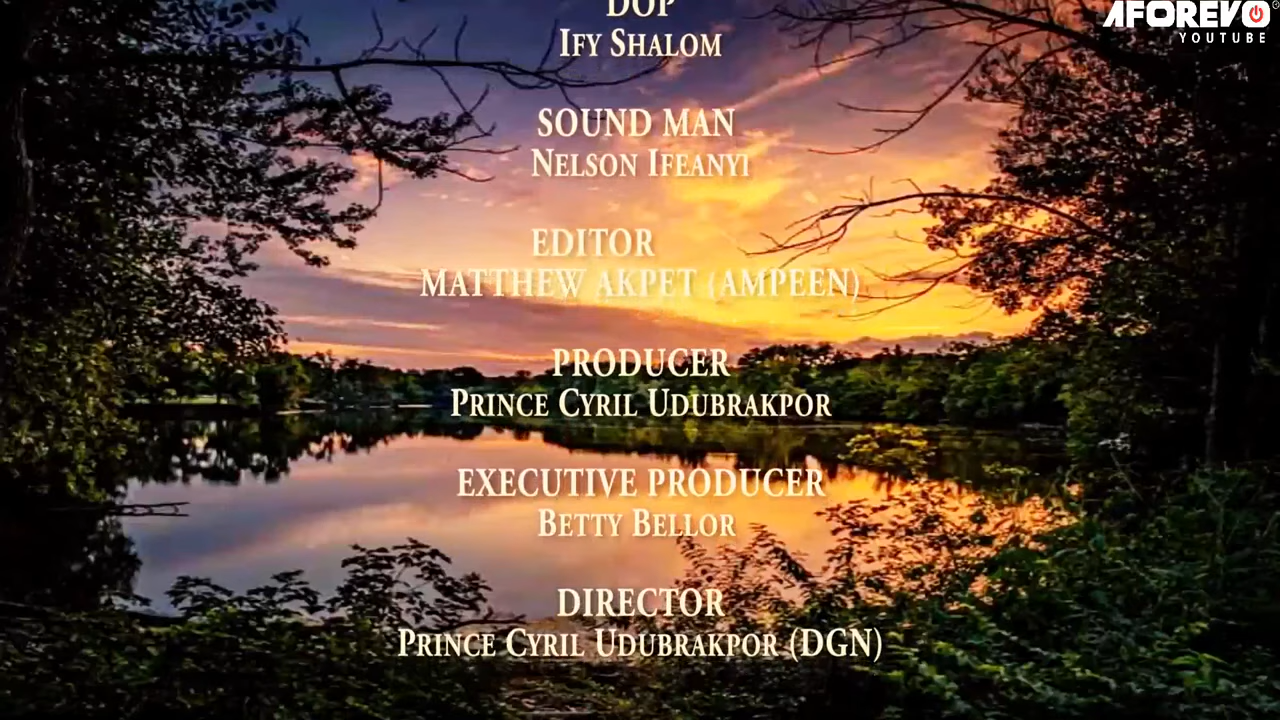 AFOREVO
YOUTUBE
DOP
IFY SHALOM
SOUND MAN
NELSON IFEANYI
EDITOR
MATTHEW AKPET (AMPEEN)
PRODUCER
PRINCE CYRIL UDUBRAKPOR
EXECUTIVE PRODUCER
BETTY BELLOR
DIRECTOR
PRINCE CYRIL UDUBRAKPOR (DGN)